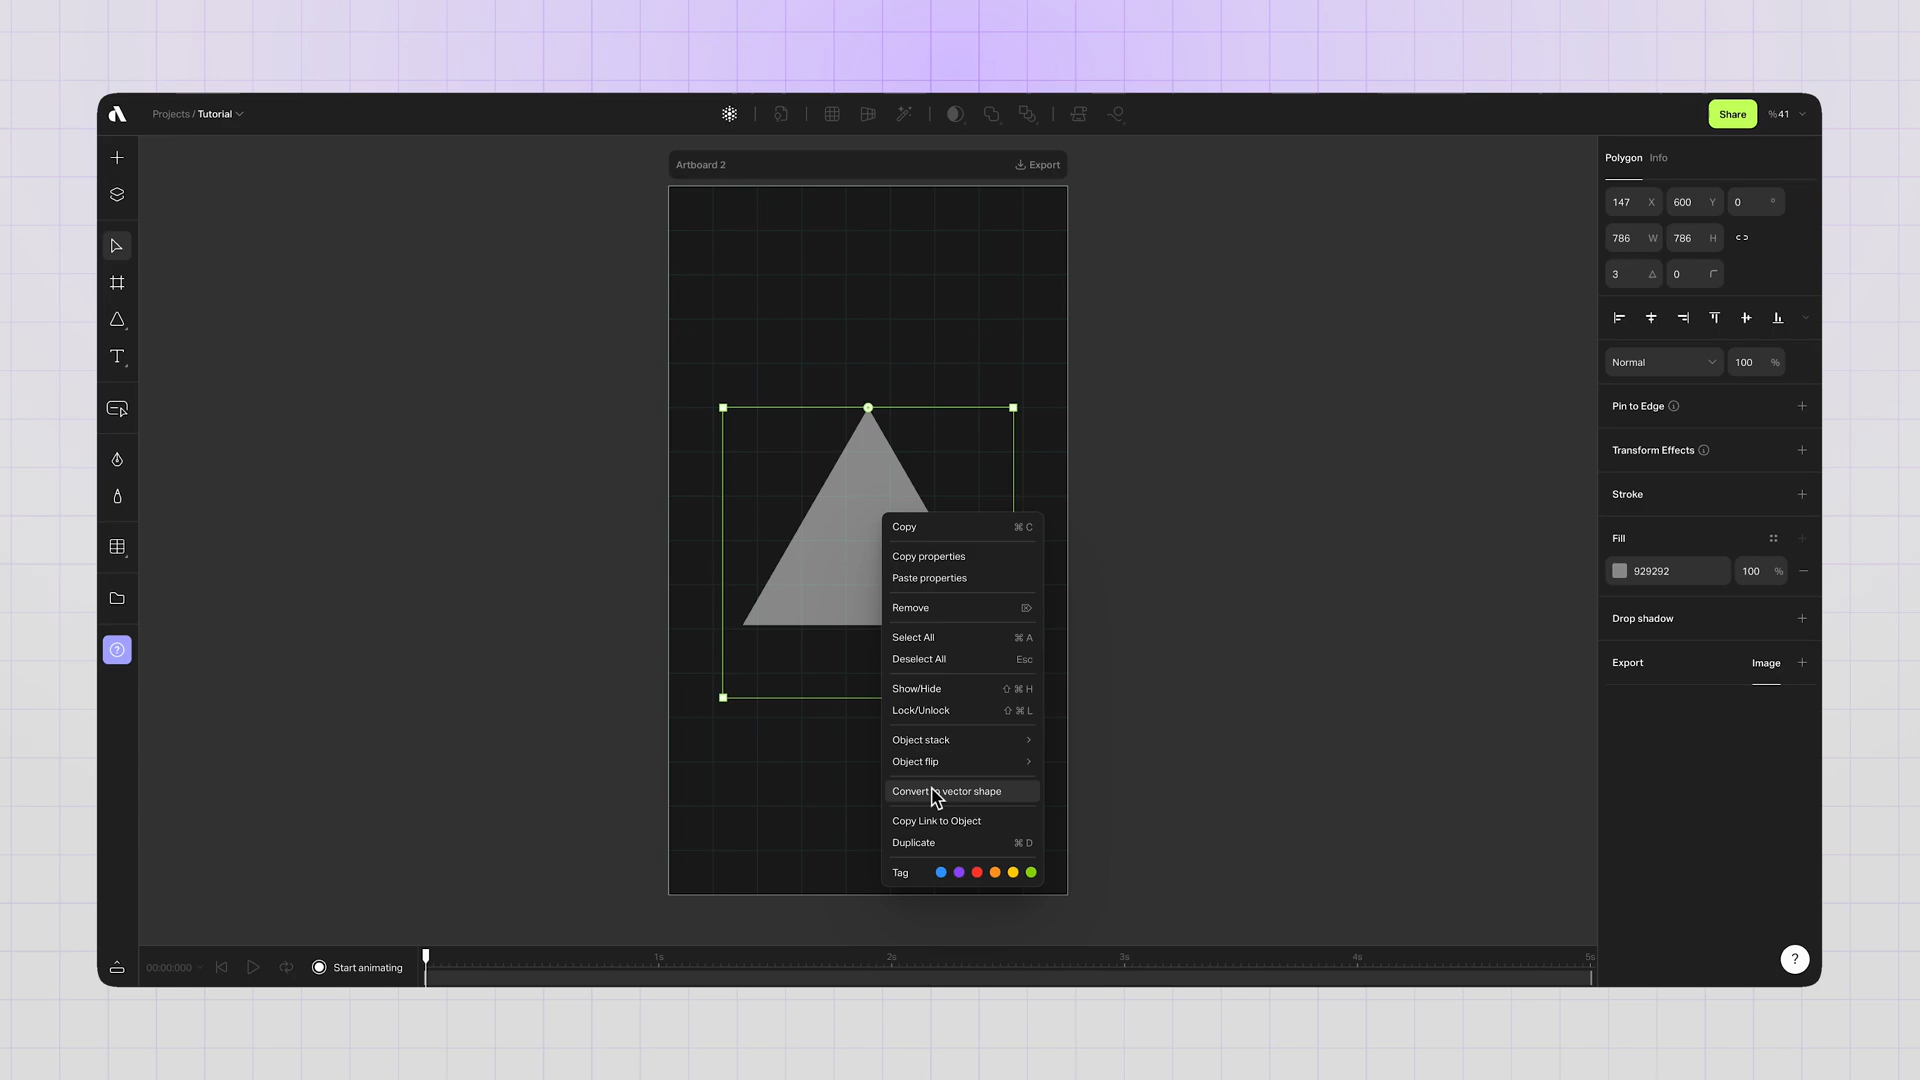 Projects / Tutorial
Share
%41
Artboard 2
Export
Polygon Info
147 X 600 Y 0 °
786 W 786 H
3 0
Normal 100 %
Pin to Edge
Transform Effects
Stroke
Fill
929292 100 %
Drop shadow
Export Image
Copy ⌘ C
Copy properties
Paste properties
Remove
Select All ⌘ A
Deselect All Esc
Show/Hide ⇧ ⌘ H
Lock/Unlock ⇧ ⌘ L
Object stack
Object flip
Convert to vector shape
Copy Link to Object
Duplicate ⌘ D
Tag
T
?
00:00:000
Start animating
1s 2s 3s 4s 5s
?